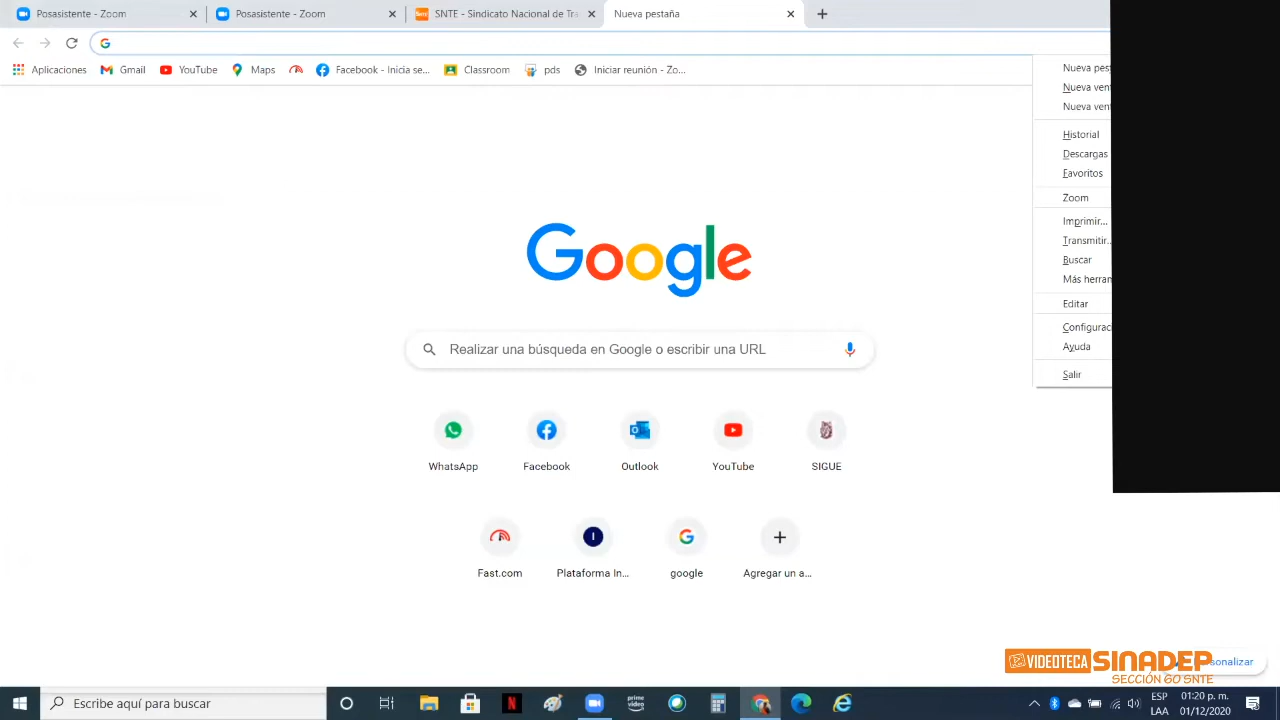 Posasistente - Zoom
Posasistente - Zoom
SNTE - Sindicato Nacional de Tra
Nueva pestaña
Aplicaciones
Gmail
YouTube
Maps
Facebook - Inicia se...
Classroom
pds
Iniciar reunión - Zo...
Nueva pes
Nueva ven
Nueva ven
Historial
Descargas
Favoritos
Zoom
Imprimir...
Transmitir...
Buscar
Más herram
Editar
Configurac
Ayuda
Salir
Google
Realizar una búsqueda en Google o escribir una URL
WhatsApp
Facebook
Outlook
YouTube
SIGUE
Fast.com
Plataforma In...
google
Agregar un a...
VIDEOTECA SINADEP
SECCIÓN 60 SNTE
sonalizar
Escribe aquí para buscar
prime video
ESP
LAA
01:20 p. m.
01/12/2020